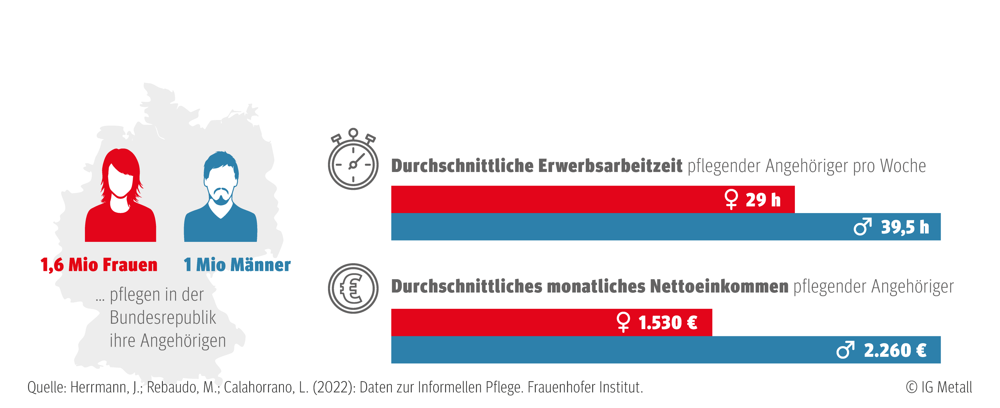 1,6 Mio Frauen
1 Mio Männer
... pflegen in der
Bundesrepublik
ihre Angehörigen
Durchschnittliche Erwerbsarbeitzeit pflegender Angehöriger pro Woche
♀ 29 h
♂ 39,5 h
€
Durchschnittliches monatliches Nettoeinkommen pflegender Angehöriger
♀ 1.530 €
♂ 2.260 €
Quelle: Herrmann, J.; Rebaudo, M.; Calahorrano, L. (2022): Daten zur Informellen Pflege. Frauenhofer Institut.
© IG Metall